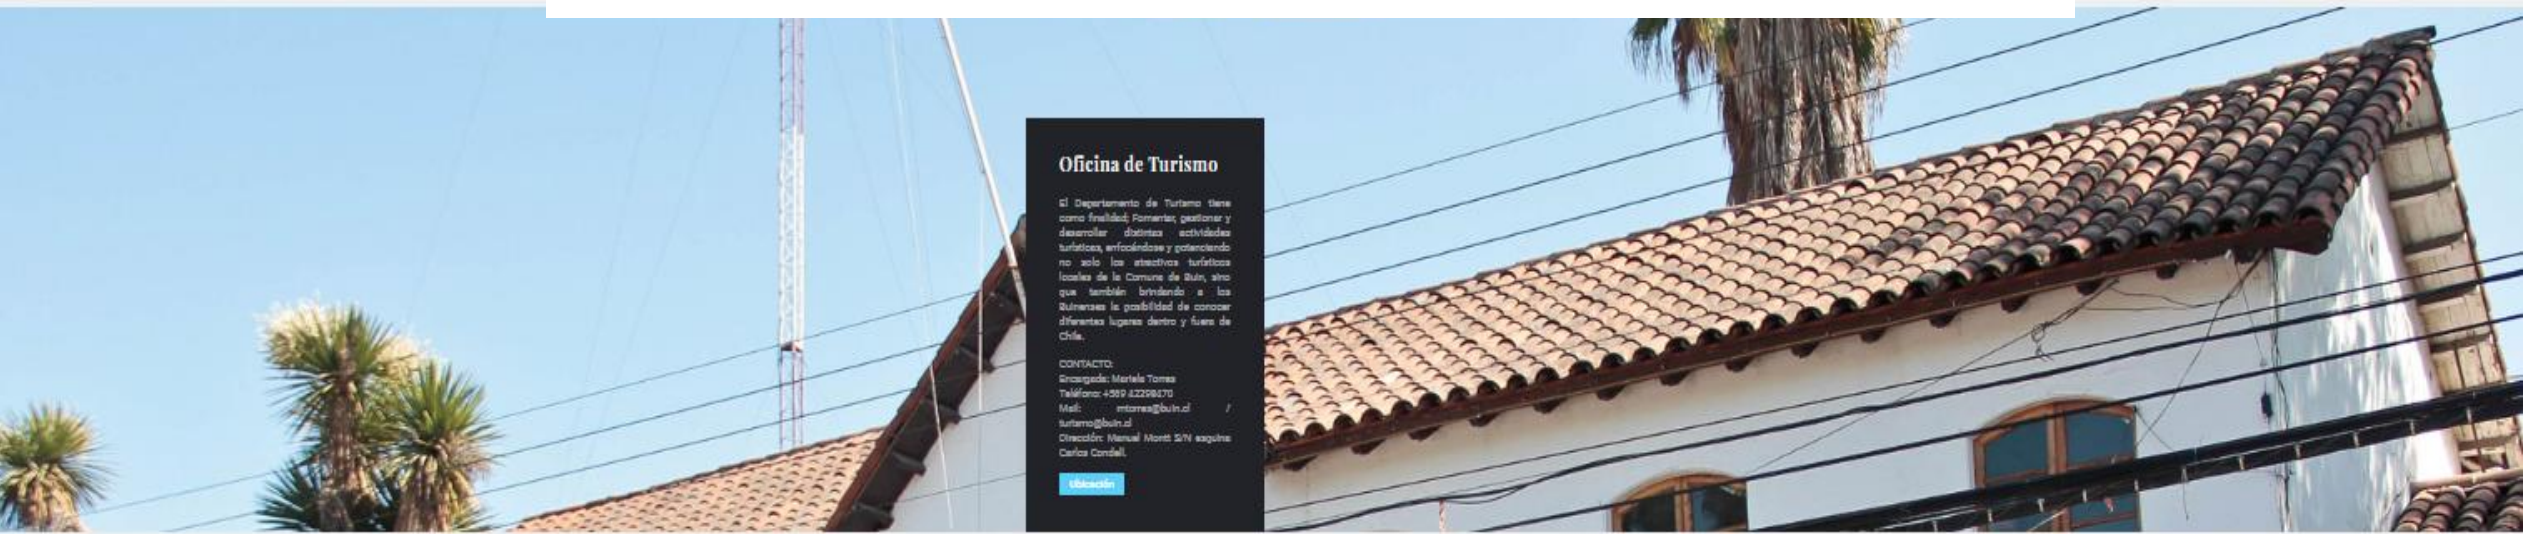 Oficina de Turismo
El Departamento de Turismo tiene
como finalidad; Fomentar, gestionar y
desarrollar distintas actividades
turísticas, enfocándose y potenciando
no solo los atractivos turísticos
locales de la Comuna de Buin, sino
que también brindando a los
Buinenses la posibilidad de conocer
diferentes lugares dentro y fuera de
Chile.
CONTACTO:
Encargada: Mariela Torres
Teléfono: +569 42298470
Mail: mtorres@buin.cl /
turismo@buin.cl
Dirección: Manuel Montt S/N esquina
Carlos Condell.
Ubicación